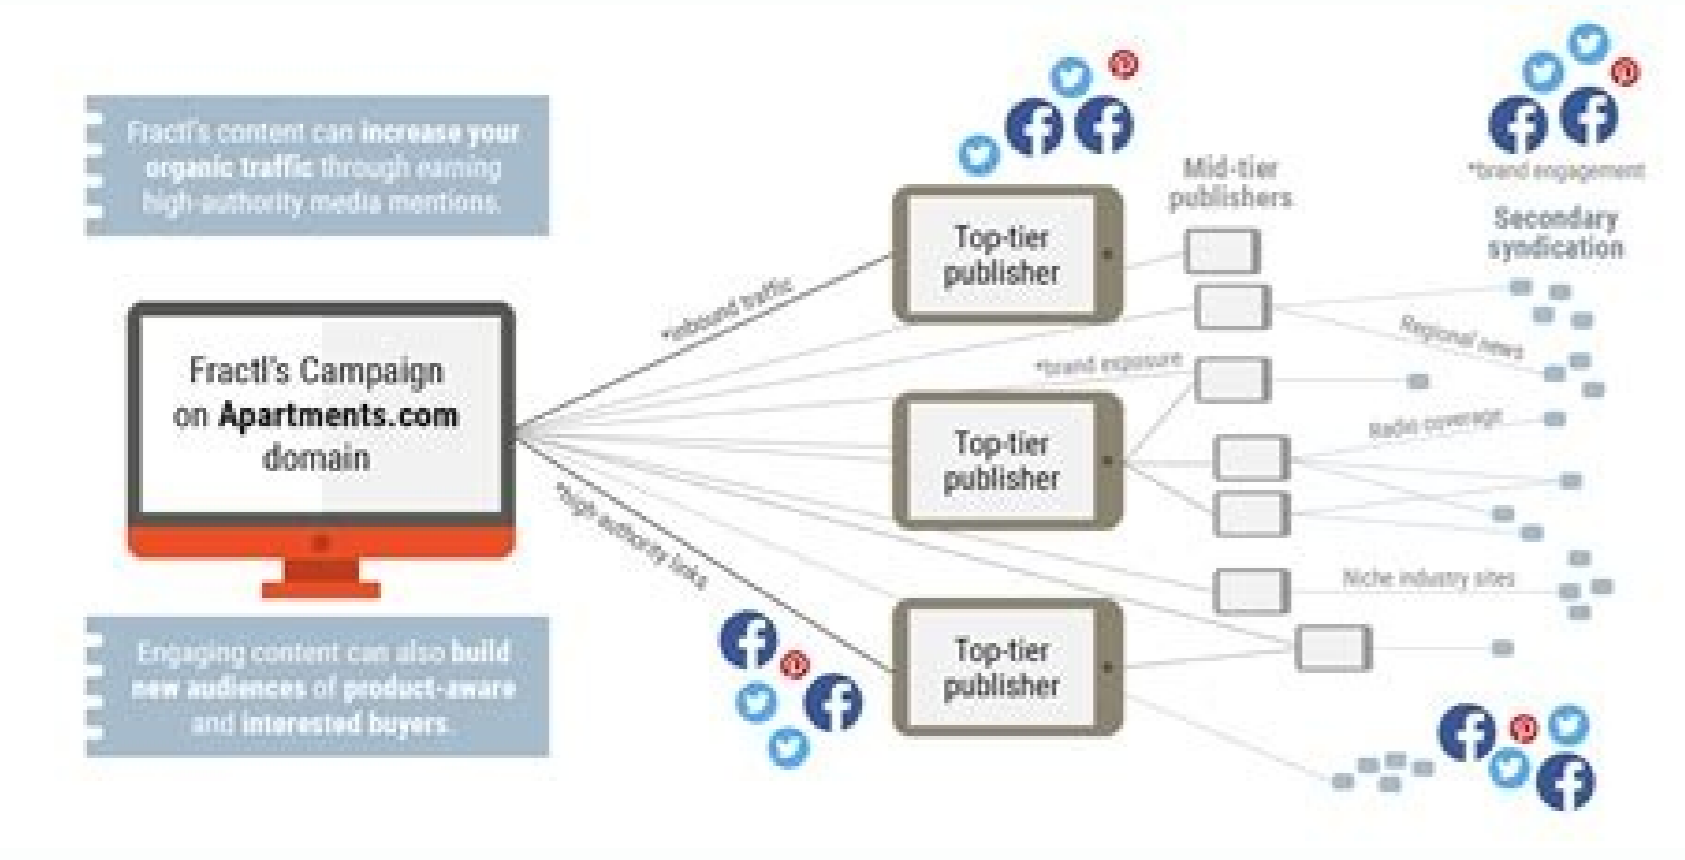 Fractl's content can increase your
organic traffic through earning
high-authority media mentions.
Fractl's Campaign
on Apartments.com
domain
Engaging content can also build
new audiences of product-aware
and interested buyers.
*inbound traffic
*high-authority links
Top-tier
publisher
*brand exposure
Top-tier
publisher
Top-tier
publisher
Mid-tier
publishers
*brand engagement
Secondary
syndication
Regional news
Radio coverage
Niche industry sites